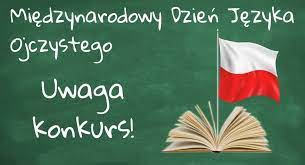 Międzynarodowy Dzień Języka
Ojczystego
Uwaga
konkurs!